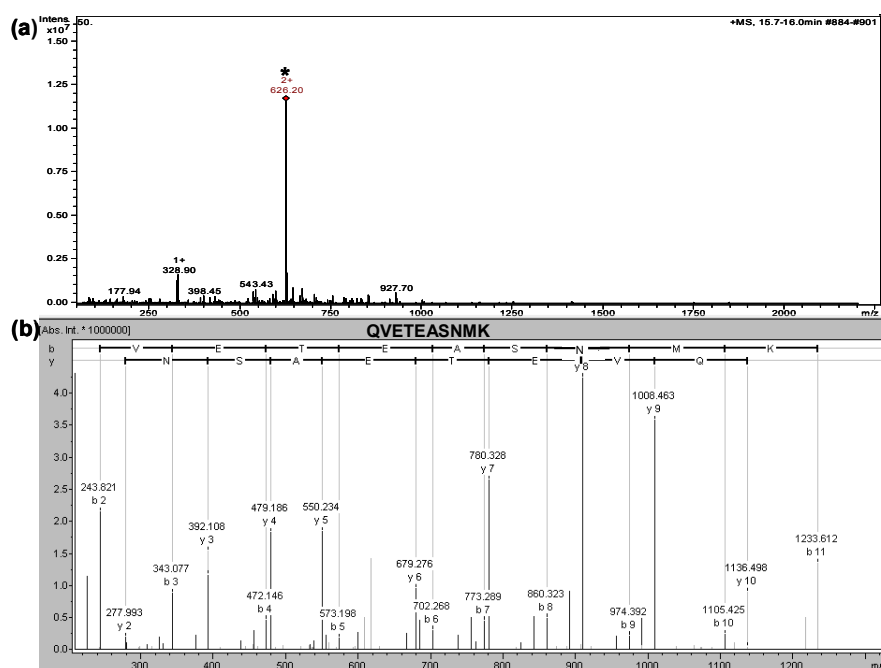 (a)
Intens. 50.
x10⁷
+MS, 15.7-16.0min #884-#901
*
2+
626.20
1.50
1.25
1.00
0.75
0.50
0.25
0.00
1+
328.90
177.94
398.45
543.43
927.70
250 500 750 1000 1250 1500 1750 2000 m/z
(b)
[Abs. Int. * 1000000]
QVETEASNMK
b V E T E A S N M K
y N S A E T E V Q
y 8
4.0
3.5
3.0
2.5
2.0
1.5
1.0
0.5
0.0
1008.463
y 9
780.328
y 7
243.821
b 2
479.186
y 4
550.234
y 5
392.108
y 3
1233.612
b 11
343.077
b 3
679.276
y 6
1136.498
y 10
277.993
y 2
472.146
b 4
573.198
b 5
702.268
b 6
773.289
b 7
860.323
b 8
974.392
b 9
1105.425
b 10
300 400 500 600 700 800 900 1000 1100 1200